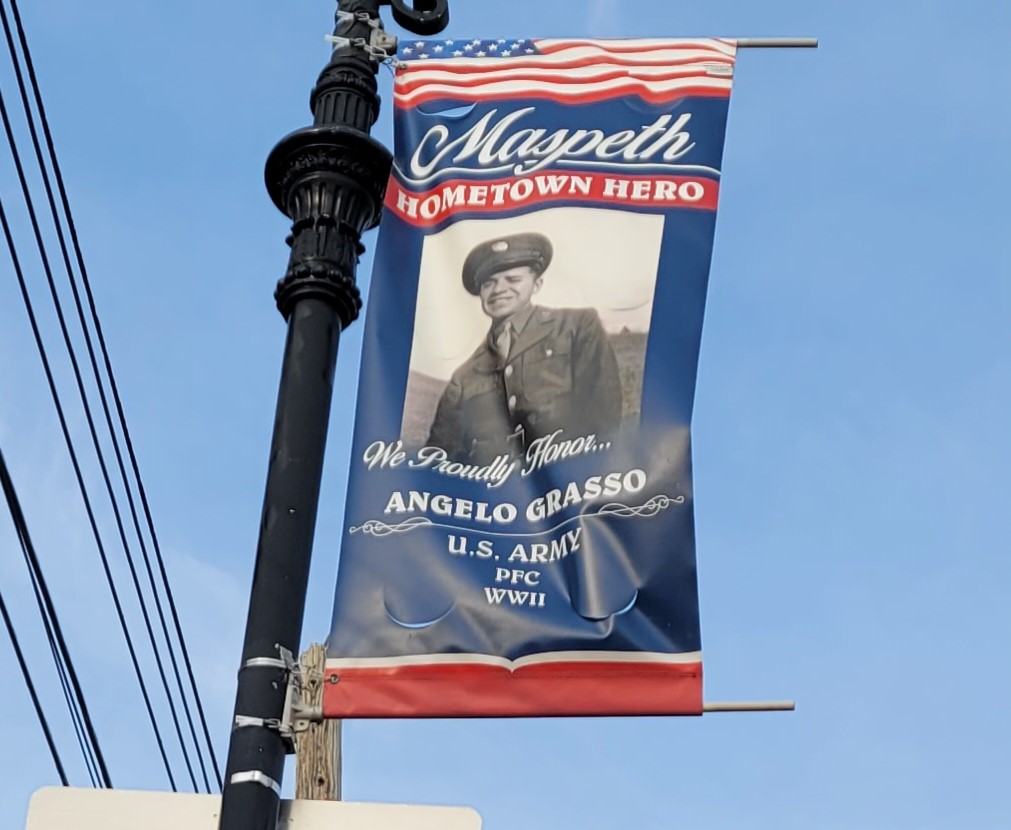 Maspeth
HOMETOWN HERO
We Proudly Honor...
ANGELO GRASSO
U.S. ARMY
PFC
WWII